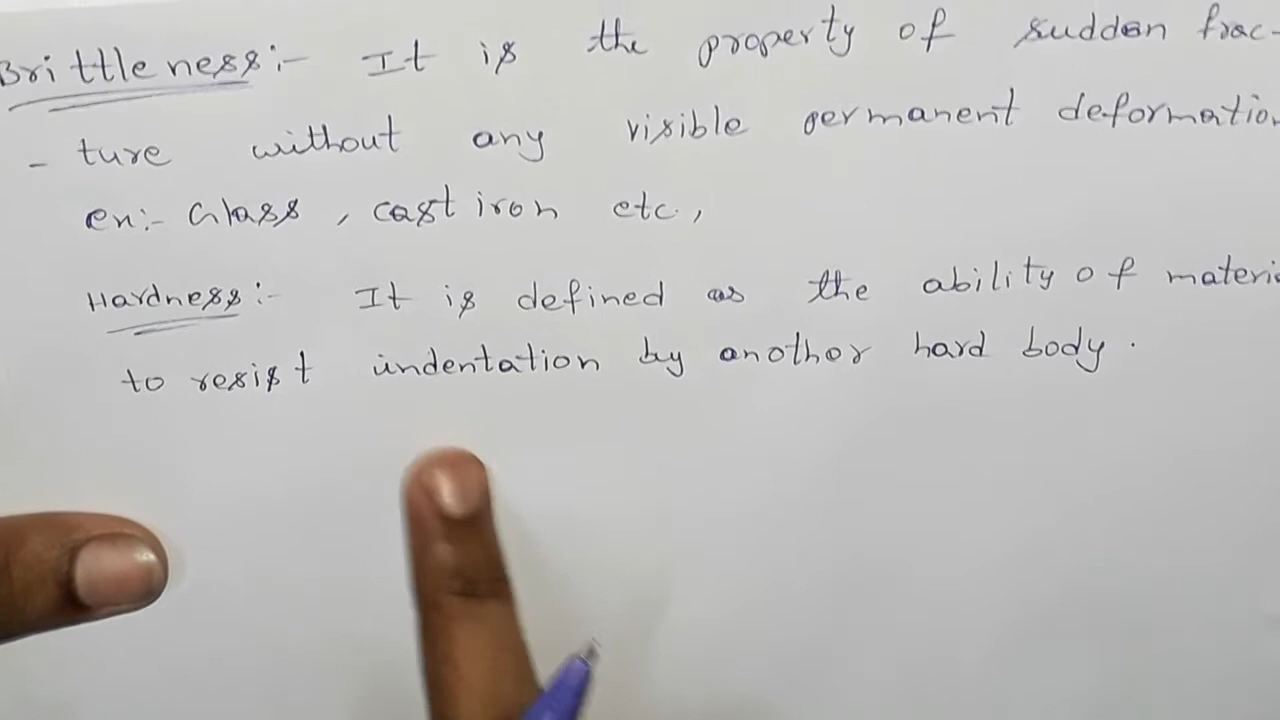 Brittleness:- It is the property of sudden frac-
- ture without any visible permanent deformation
ex:- Glass, cast iron etc,
Hardness:- It is defined as the ability of materi
to resist indentation by another hard body.